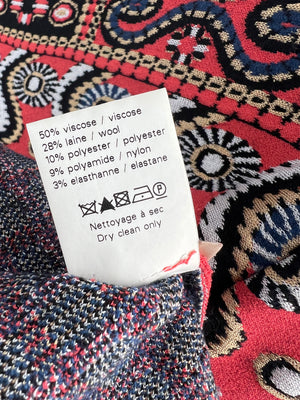 50% viscose / viscose
28% laine / wool
10% polyester / polyester
9% polyamide / nylon
3% elasthanne / elastane
Nettoyage à sec
Dry clean only